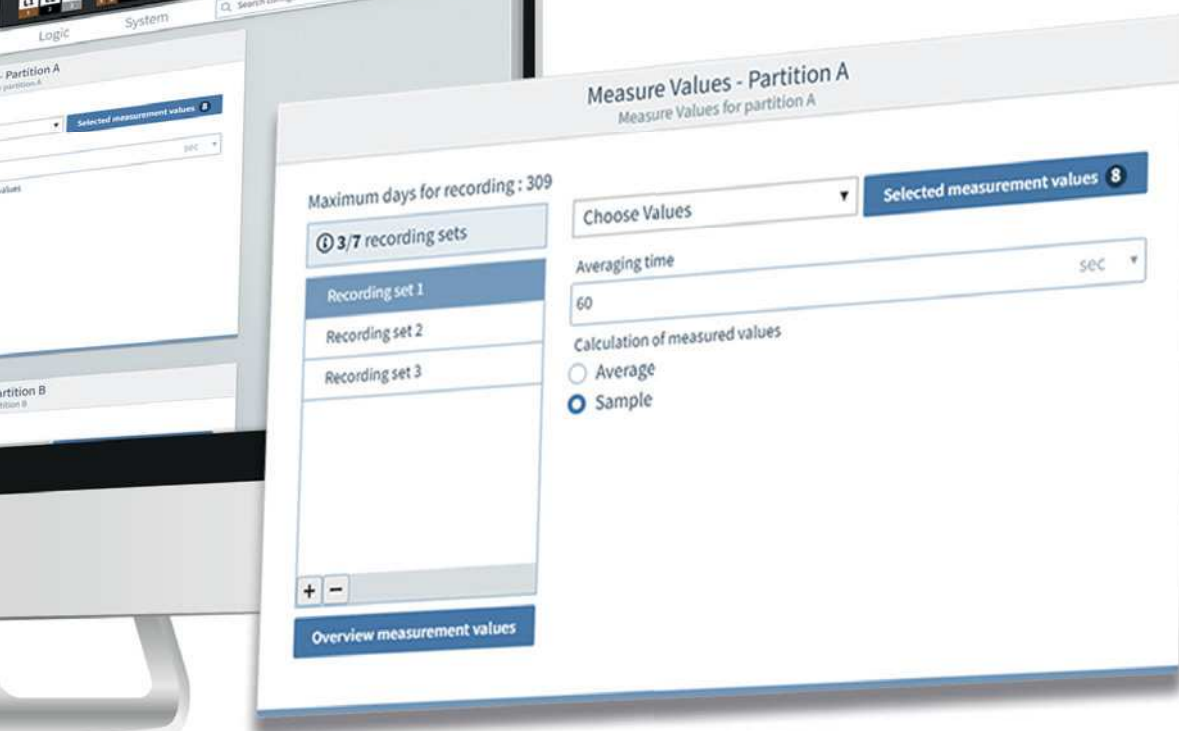 Logic
System
- Partition A
Selected measurement values 8
sec
Partition B
Measure Values - Partition A
Measure Values for partition A
Maximum days for recording : 309
3/7 recording sets
Recording set 1
Recording set 2
Recording set 3
+ −
Overview measurement values
Choose Values
Selected measurement values 8
Averaging time
60
sec
Calculation of measured values
Average
Sample